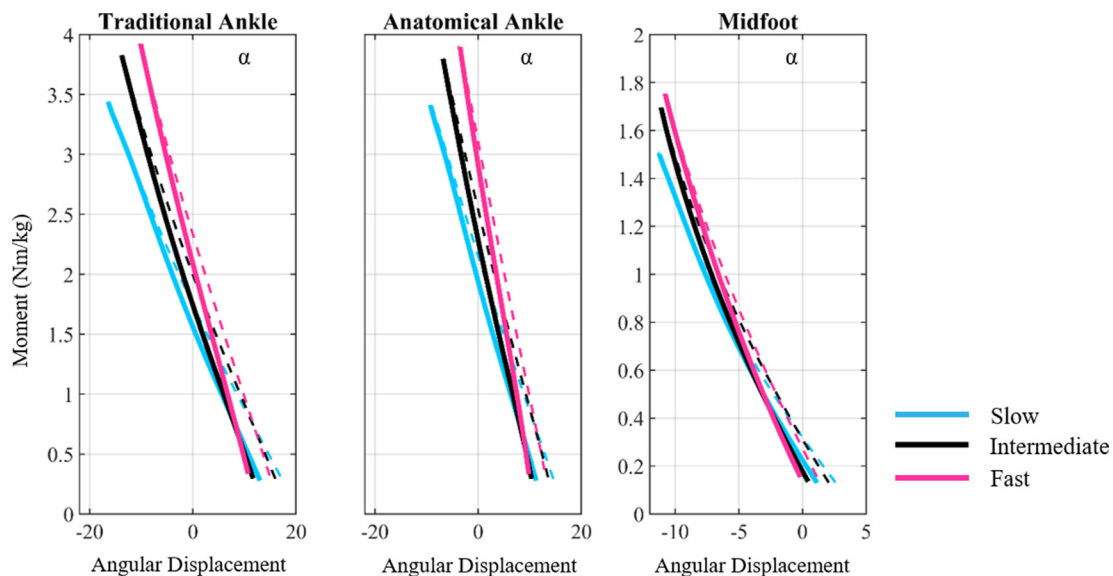 Traditional Ankle
Anatomical Ankle
Midfoot
α
α
α
Moment (Nm/kg)
4
3.5
3
2.5
2
1.5
1
0.5
0
-20 0 20
-20 0 20
2
1.8
1.6
1.4
1.2
1
0.8
0.6
0.4
0.2
0
-10 -5 0 5
Angular Displacement
Angular Displacement
Angular Displacement
Slow
Intermediate
Fast